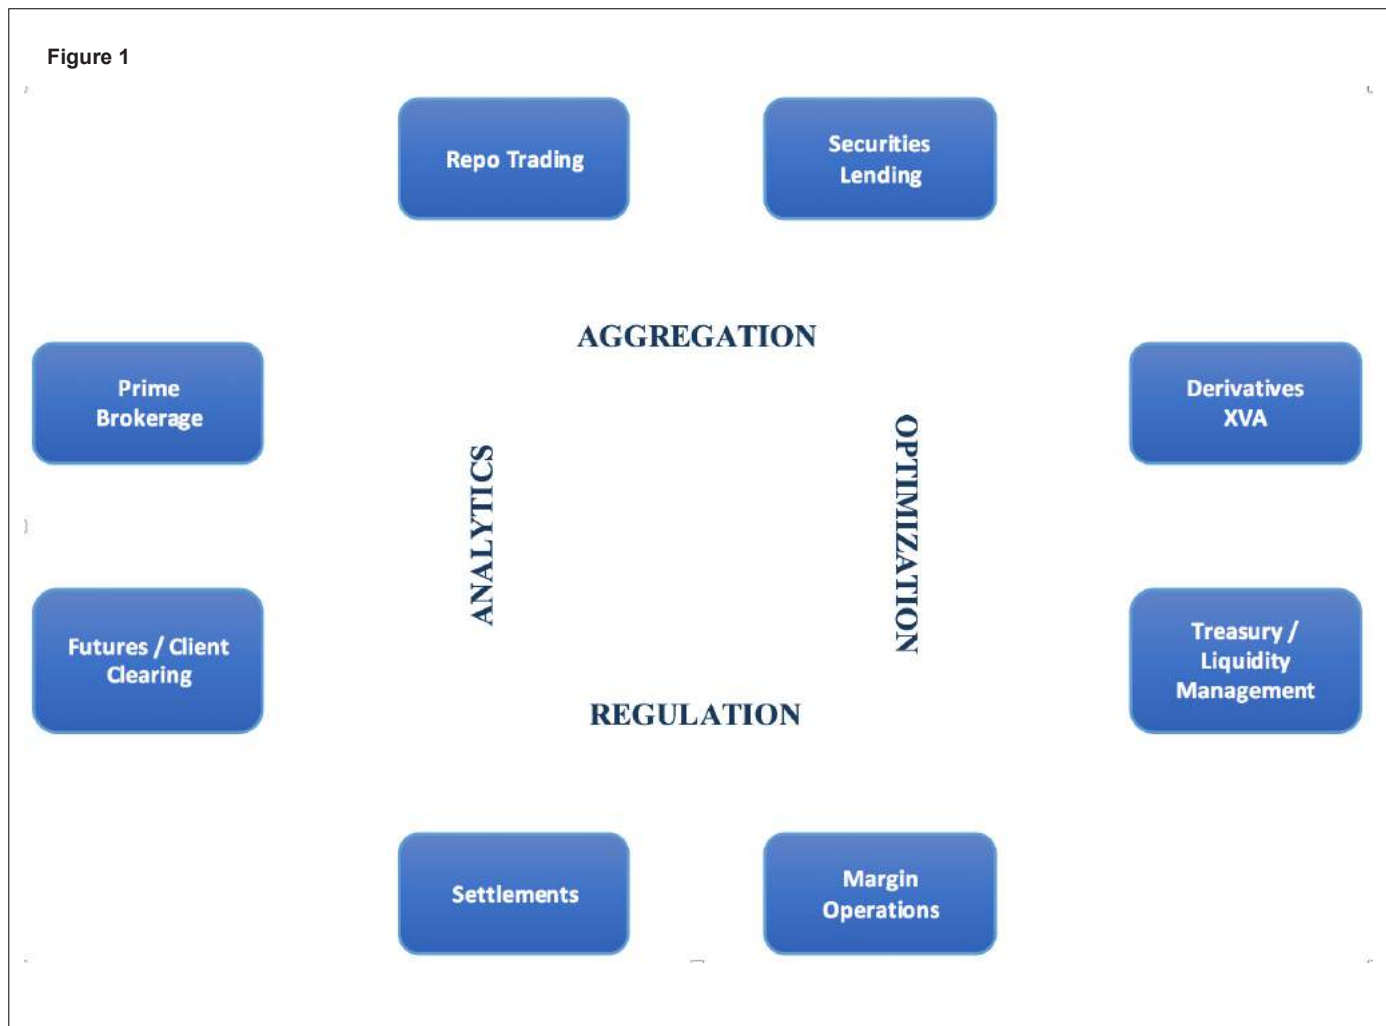 Figure 1
Repo Trading
Securities
Lending
AGGREGATION
Prime
Brokerage
Derivatives
XVA
ANALYTICS
OPTIMIZATION
Futures / Client
Clearing
Treasury /
Liquidity
Management
REGULATION
Settlements
Margin
Operations